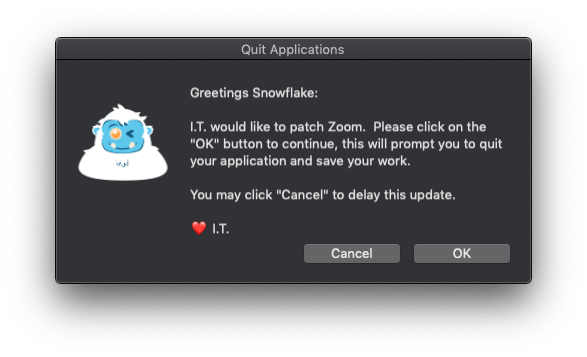 Quit Applications
Greetings Snowflake:
I.T. would like to patch Zoom.  Please click on the
"OK" button to continue, this will prompt you to quit
your application and save your work.
You may click "Cancel" to delay this update.
❤️ I.T.
Cancel
OK